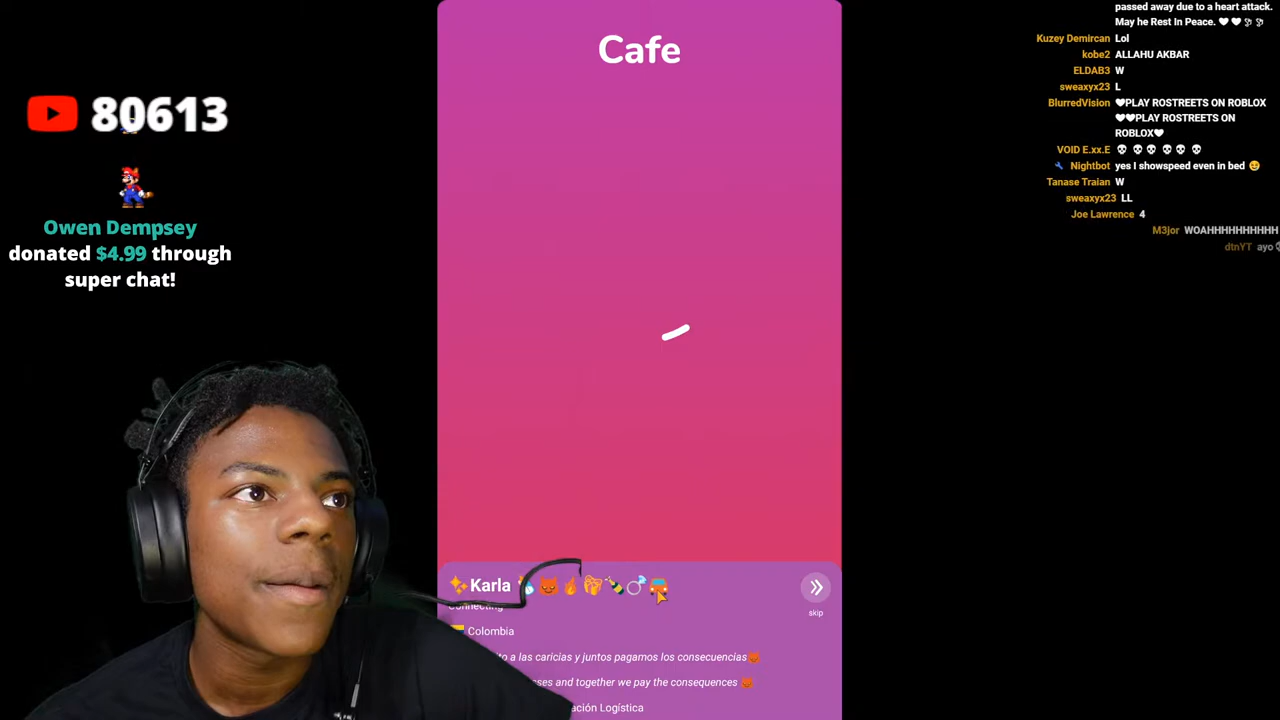 Cafe
80613
Owen Dempsey
donated $4.99 through
super chat!
passed away due to a heart attack.
May he Rest In Peace. ❤ ❤ 🕊 🕊
Kuzey Demircan Lol
kobe2 ALLAHU AKBAR
ELDAB3 W
sweaxyx23 L
BlurredVision ❤PLAY ROSTREETS ON ROBLOX
❤❤PLAY ROSTREETS ON
ROBLOX❤
VOID E.xx.E 💀 💀 💀 💀 💀 💀
Nightbot yes I showspeed even in bed 😉
Tanase Traian W
sweaxyx23 LL
Joe Lawrence 4
M3jor WOAHHHHHHHHHH
dtnYT ayo
✨Karla 😈🔥🎁🍾💍🚘
Connecting
Colombia
a las caricias y juntos pagamos los consecuencias😈
and together we pay the consequences 😈
Logística
skip